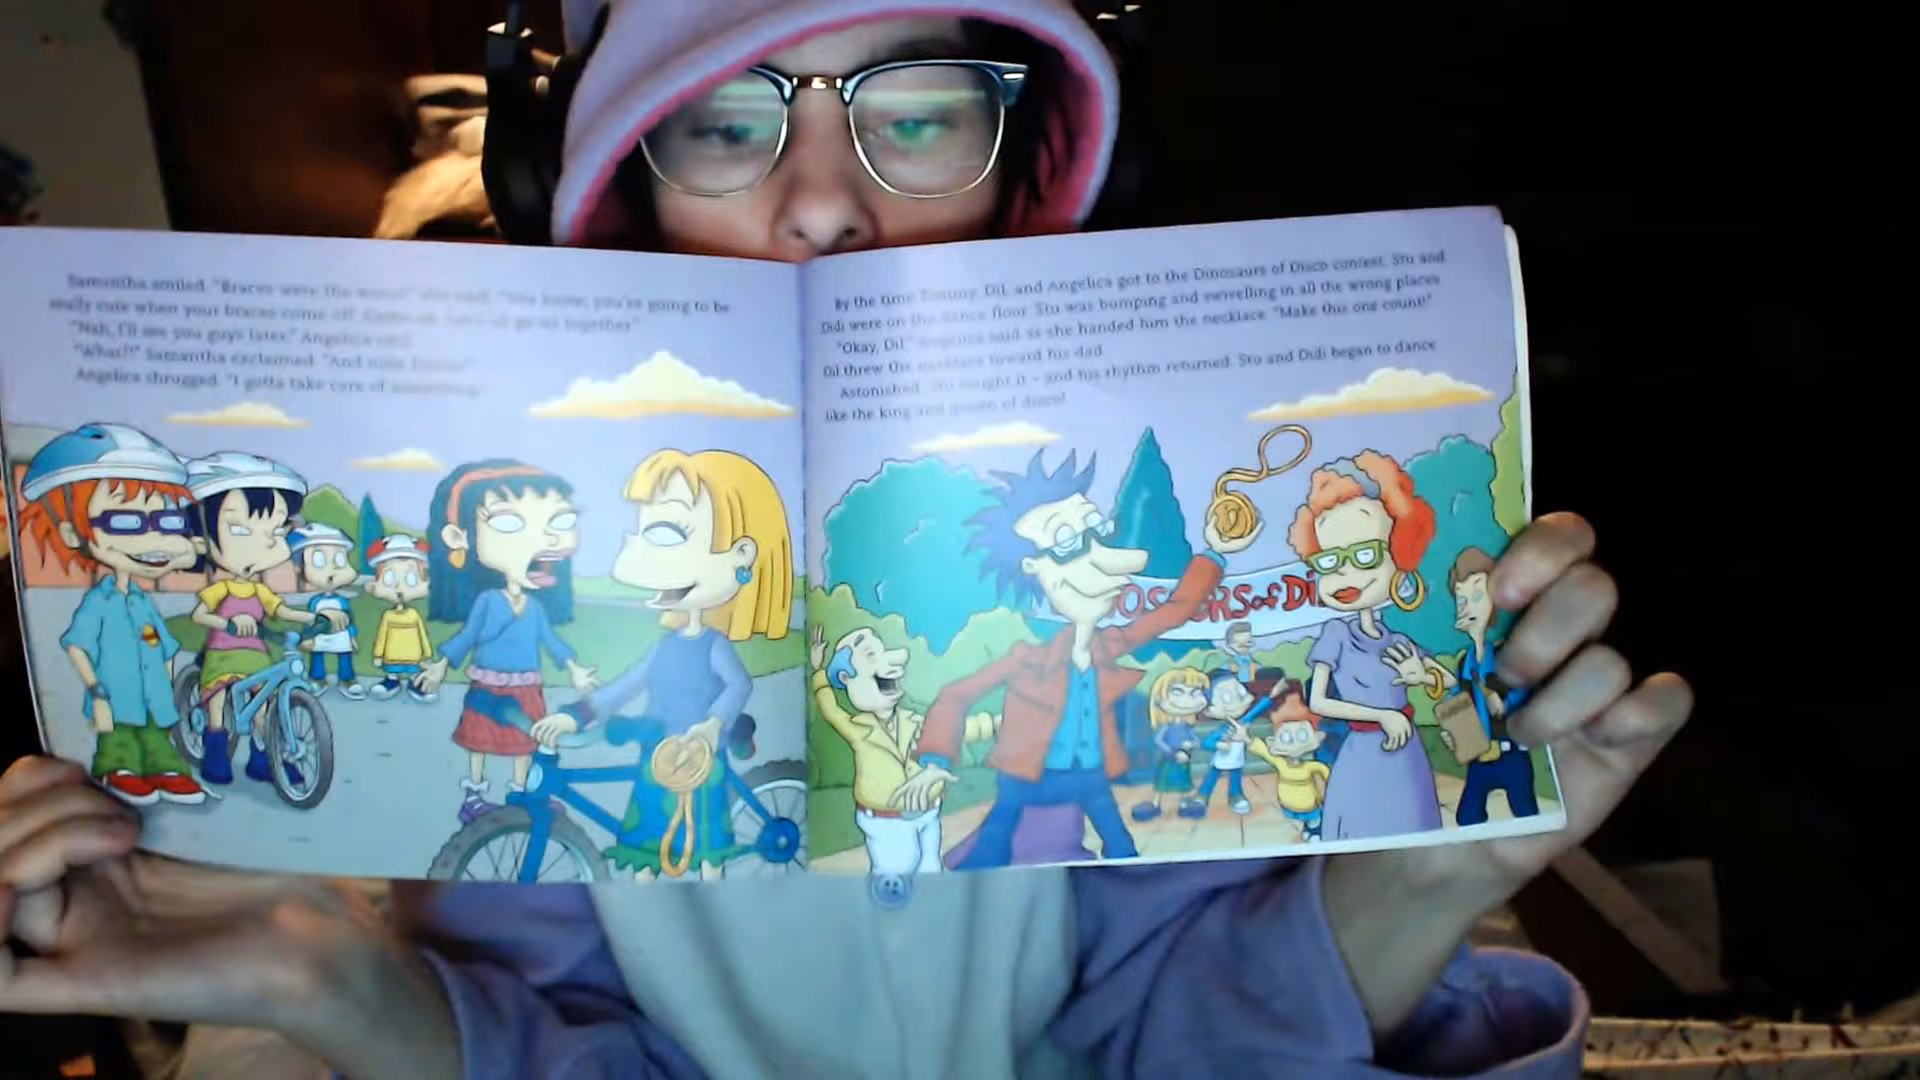 Samantha smiled. "Braces were the worst!" she said. "You know, you're going to be
really cute when your braces come off. Come on, let's all go on together."
"Nah, I'll see you guys later," Angelica said.
"What?!" Samantha exclaimed. "And miss
Angelica shrugged. "I gotta take care of something."
By the time Tommy, Dil, and Angelica got to the Dinosaurs of Disco contest, Stu and
Didi were on the dance floor. Stu was bumping and swivelling in all the wrong places.
"Okay, Dil," Angelica said as she handed him the necklace. "Make this one count!"
Dil threw the necklace toward his dad.
Astonished, Stu caught it – and his rhythm returned. Stu and Didi began to dance
like the king and queen of disco!
OS RS of Di